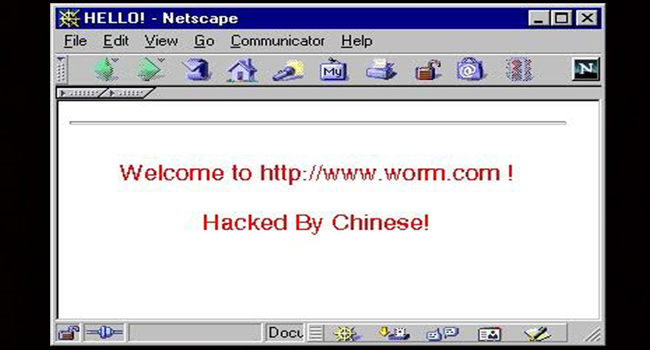 HELLO! - Netscape
File Edit View Go Communicator Help
My
N
Welcome to http://www.worm.com !
Hacked By Chinese!
Docu